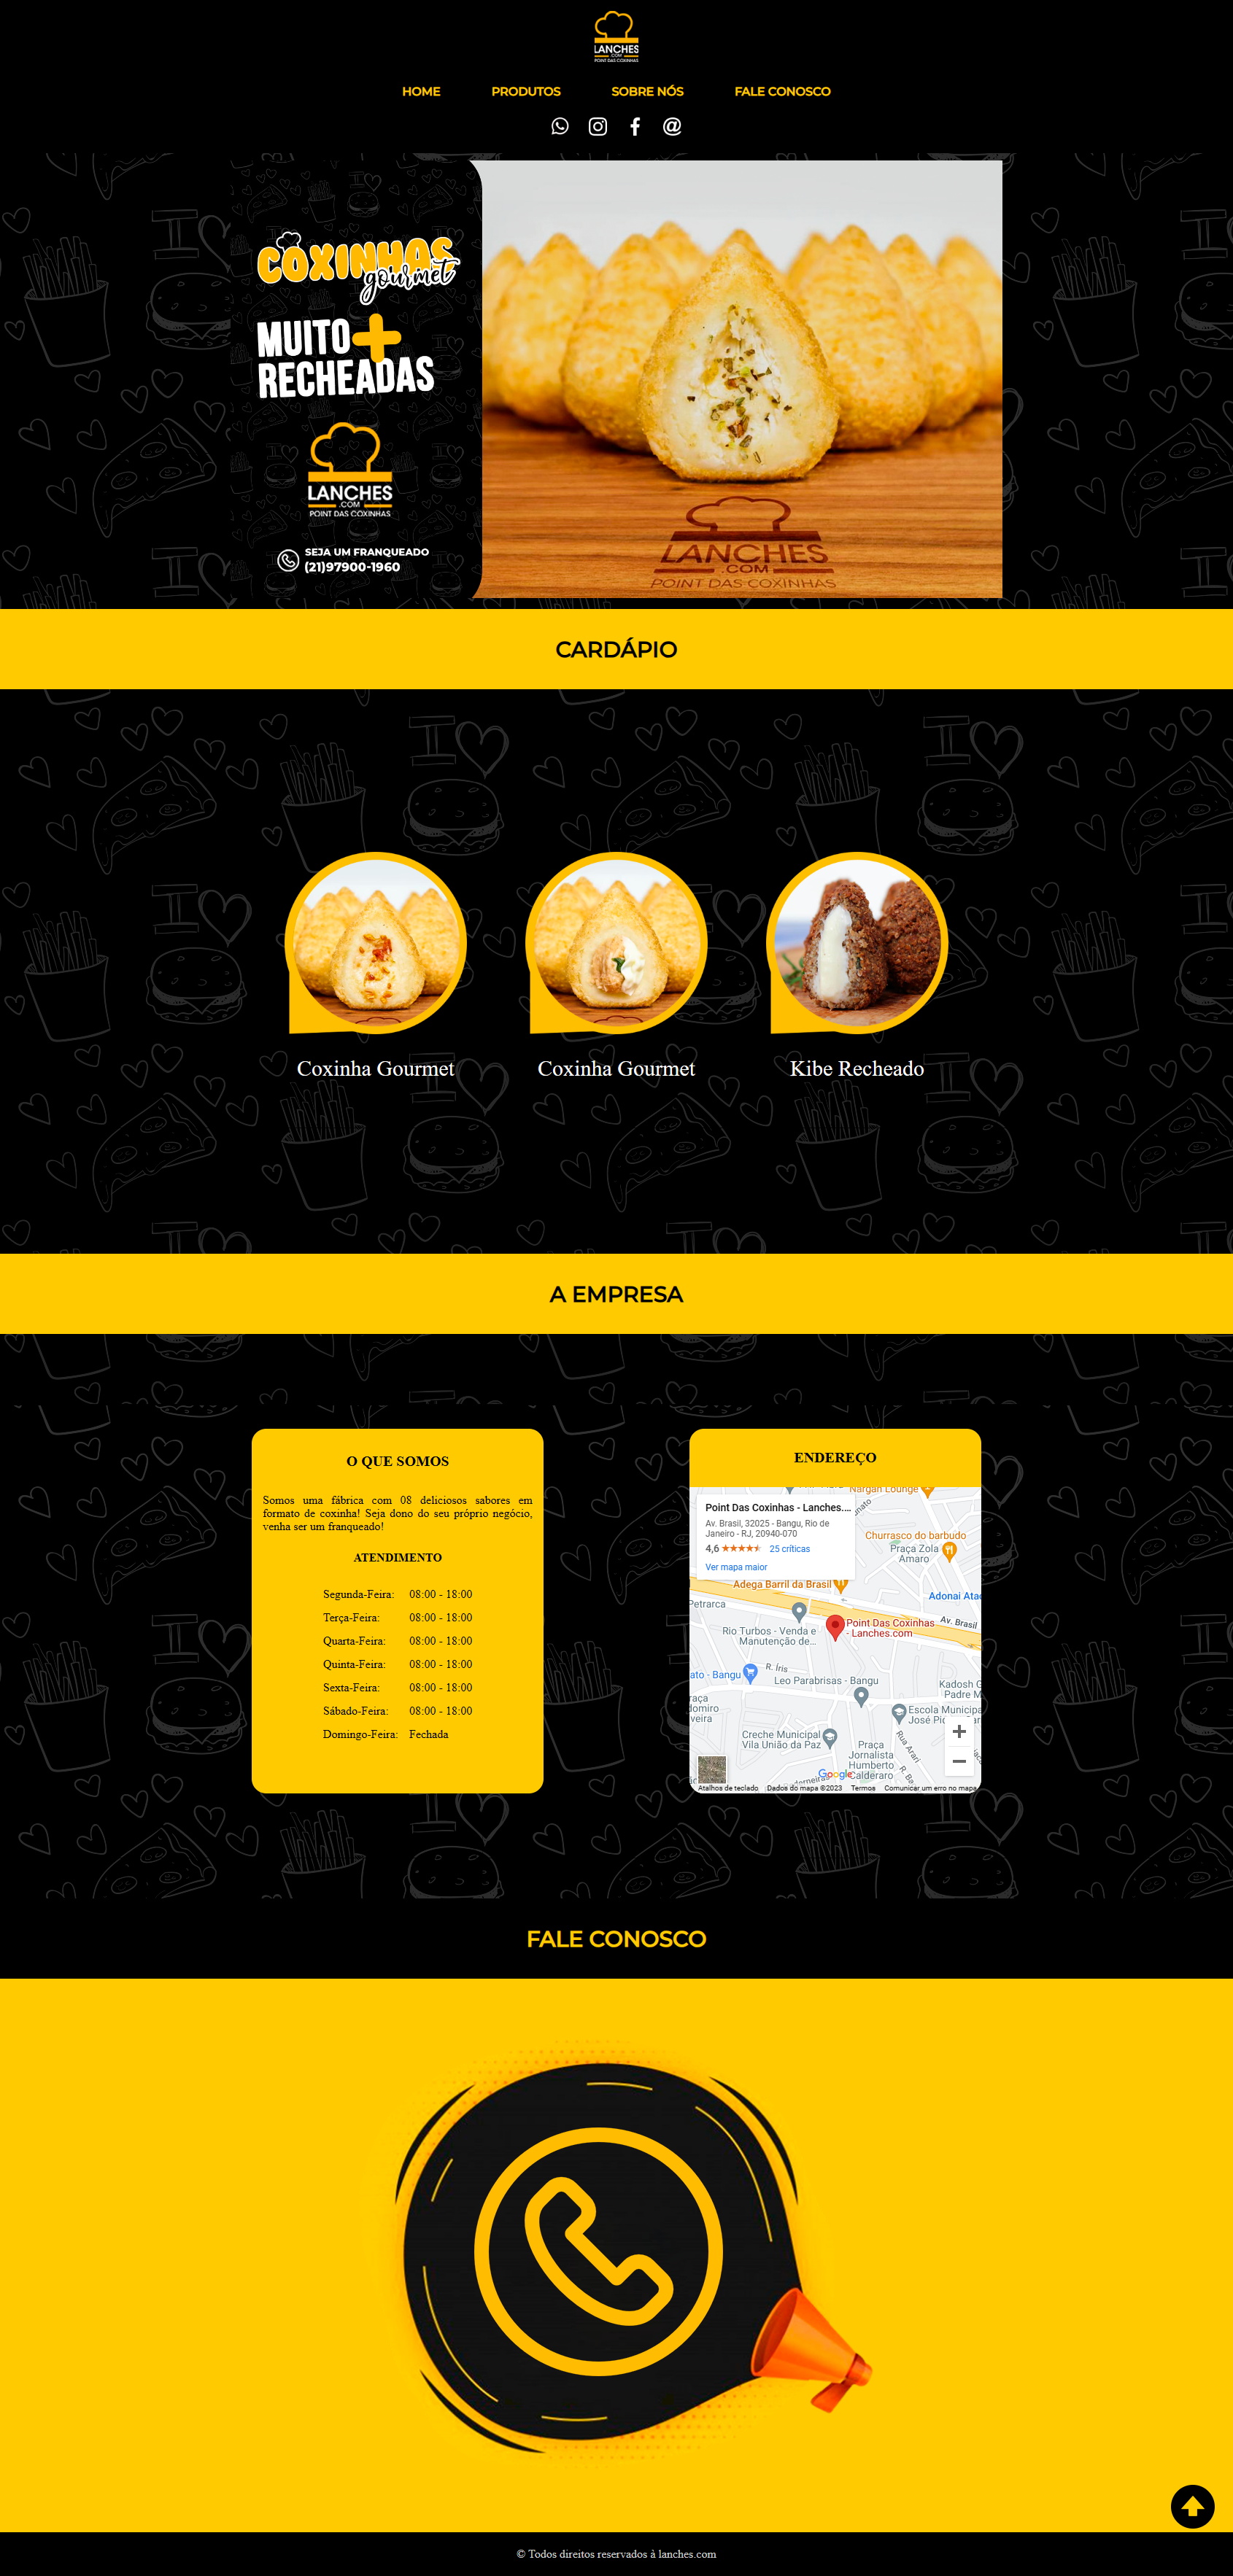 LANCHES
.COM
POINT DAS COXINHAS
HOME PRODUTOS SOBRE NÓS FALE CONOSCO
COXINHAS
gourmet
MUITO+
RECHEADAS
LANCHES
.COM
POINT DAS COXINHAS
SEJA UM FRANQUEADO
(21)97900-1960
LANCHES
.COM
POINT DAS COXINHAS
CARDÁPIO
Coxinha Gourmet
Coxinha Gourmet
Kibe Recheado
A EMPRESA
O QUE SOMOS
Somos uma fábrica com 08 deliciosos sabores em
formato de coxinha! Seja dono do seu próprio negócio,
venha ser um franqueado!
ATENDIMENTO
Segunda-Feira: 08:00 - 18:00
Terça-Feira: 08:00 - 18:00
Quarta-Feira: 08:00 - 18:00
Quinta-Feira: 08:00 - 18:00
Sexta-Feira: 08:00 - 18:00
Sábado-Feira: 08:00 - 18:00
Domingo-Feira: Fechada
ENDEREÇO
Nargan Lounge
Point Das Coxinhas - Lanches....
Av. Brasil, 32025 - Bangu, Rio de
Janeiro - RJ, 20940-070
4,6 25 críticas
Ver mapa maior
Churrasco do barbudo
Praça Zola
Amaro
Adega Barril da Brasil
Adonai Ata
Petrarca
Point Das Coxinhas
- Lanches.com
Av. Brasil
Rio Turbos - Venda e
Manutenção de...
R. Íris
ato - Bangu
Leo Parabrisas - Bangu
Kadosh
Padre M
Escola Municipa
José Pi
Creche Municipal
Vila União da Paz
Rua Arari
Praça
Jornalista
Humberto
Calderaro
Google
Atalhos de teclado Dados do mapa ©2023 Termos Comunicar um erro no mapa
FALE CONOSCO
© Todos direitos reservados à lanches.com